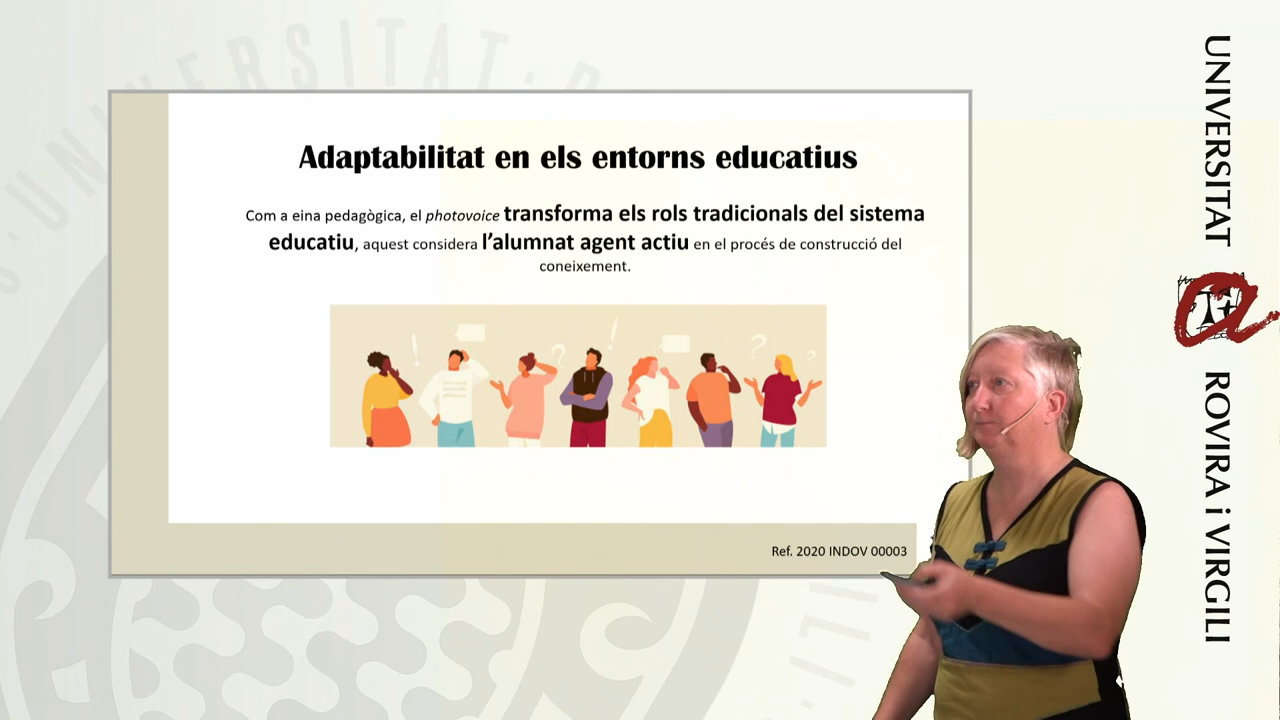 Adaptabilitat en els entorns educatius
Com a eina pedagògica, el photovoice transforma els rols tradicionals del sistema
educatiu, aquest considera l’alumnat agent actiu en el procés de construcció del
coneixement.
Ref. 2020 INDOV 00003
UNIVERSITAT
ROVIRA i VIRGILI